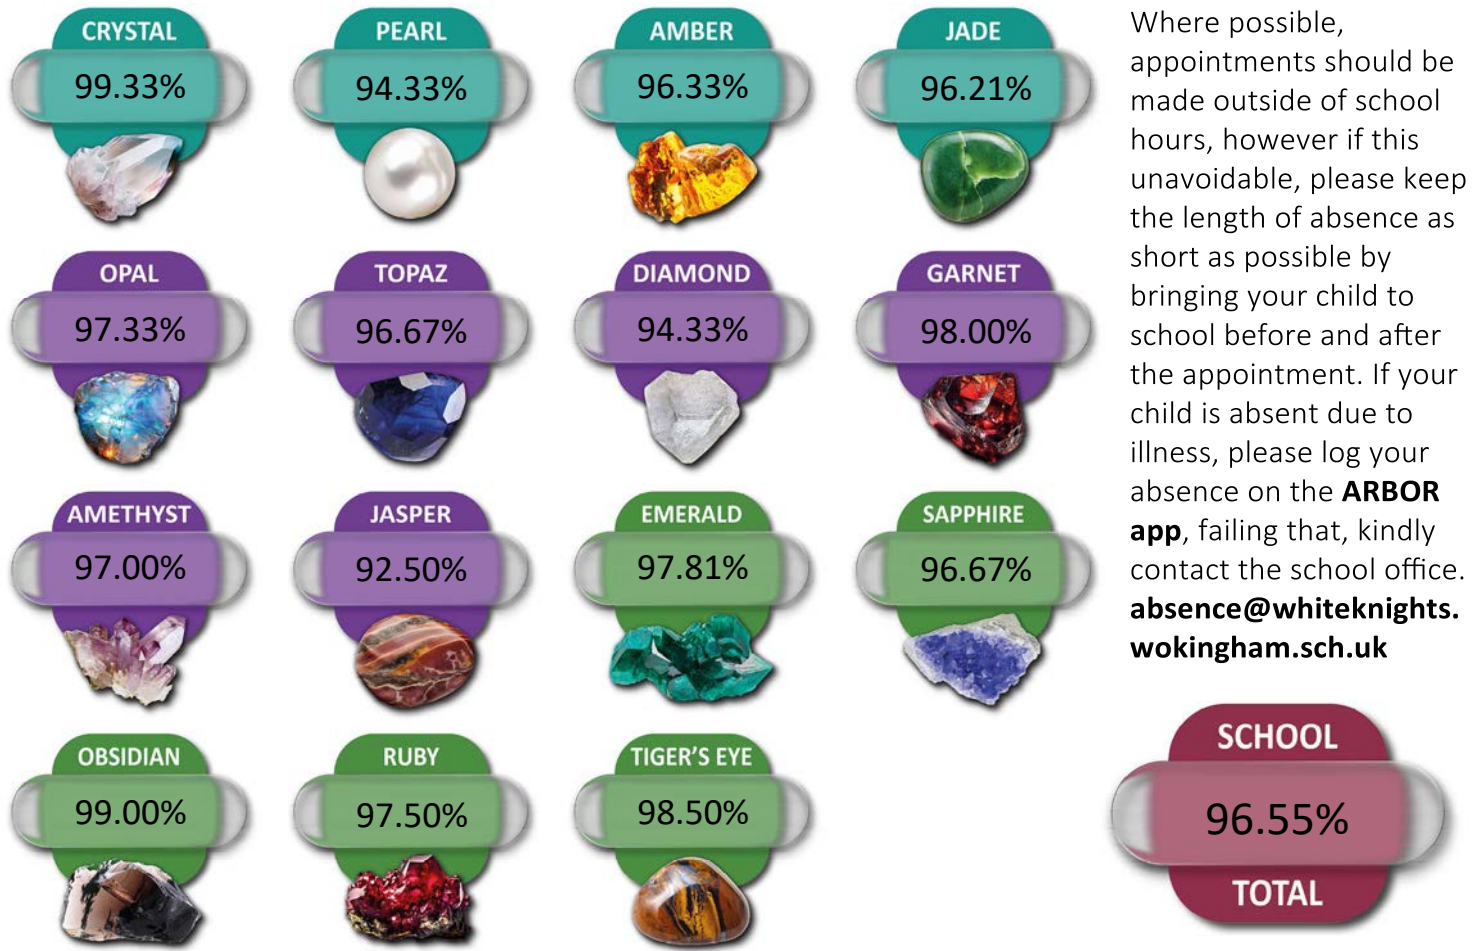 CRYSTAL
99.33%
PEARL
94.33%
AMBER
96.33%
JADE
96.21%
OPAL
97.33%
TOPAZ
96.67%
DIAMOND
94.33%
GARNET
98.00%
AMETHYST
97.00%
JASPER
92.50%
EMERALD
97.81%
SAPPHIRE
96.67%
OBSIDIAN
99.00%
RUBY
97.50%
TIGER'S EYE
98.50%
Where possible,
appointments should be
made outside of school
hours, however if this
unavoidable, please keep
the length of absence as
short as possible by
bringing your child to
school before and after
the appointment. If your
child is absent due to
illness, please log your
absence on the ARBOR
app, failing that, kindly
contact the school office.
absence@whiteknights.
wokingham.sch.uk
SCHOOL
96.55%
TOTAL